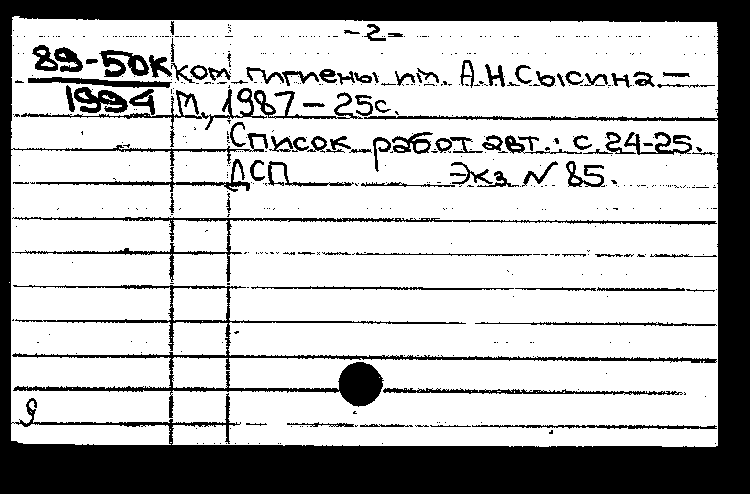 -2-
89-50к ком. гигиены им. А.Н.Сысина.—
1994 М., 1987 – 25с.
Список работ авт.: с.24-25.
ДСП Экз. № 85.
9